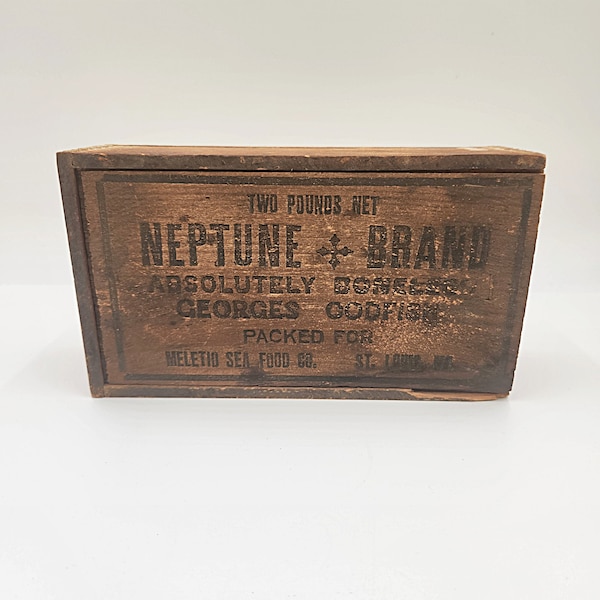 TWO POUNDS NET
NEPTUNE BRAND
ABSOLUTELY BONELESS
GEORGES CODFISH
PACKED FOR
MELETIO SEA FOOD CO. ST. LOUIS, MO.